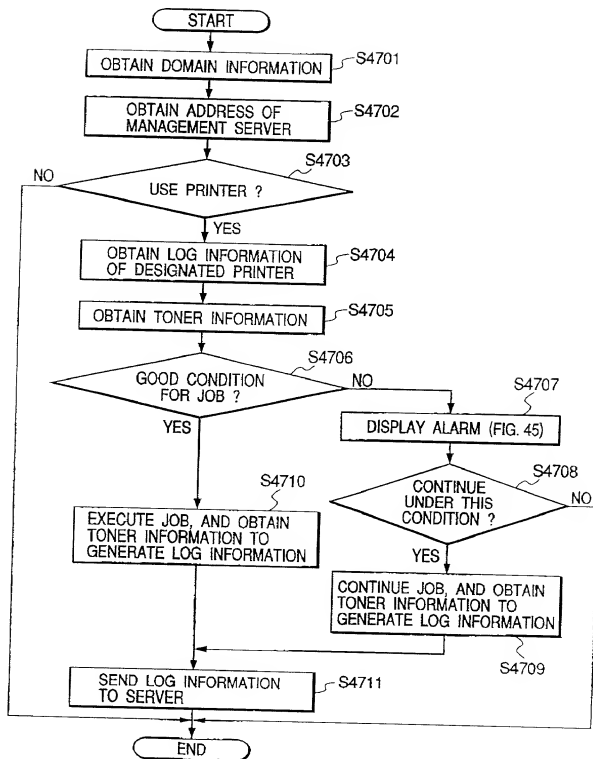 START
OBTAIN DOMAIN INFORMATION
S4701
OBTAIN ADDRESS OF
MANAGEMENT SERVER
S4702
S4703
NO
USE PRINTER ?
YES
OBTAIN LOG INFORMATION
OF DESIGNATED PRINTER
S4704
OBTAIN TONER INFORMATION
S4705
S4706
GOOD CONDITION
FOR JOB ?
NO
YES
S4707
DISPLAY ALARM (FIG. 45)
S4708
CONTINUE
UNDER THIS
CONDITION ?
NO
YES
S4710
EXECUTE JOB, AND OBTAIN
TONER INFORMATION TO
GENERATE LOG INFORMATION
CONTINUE JOB, AND OBTAIN
TONER INFORMATION TO
GENERATE LOG INFORMATION
S4709
SEND LOG INFORMATION
TO SERVER
S4711
END